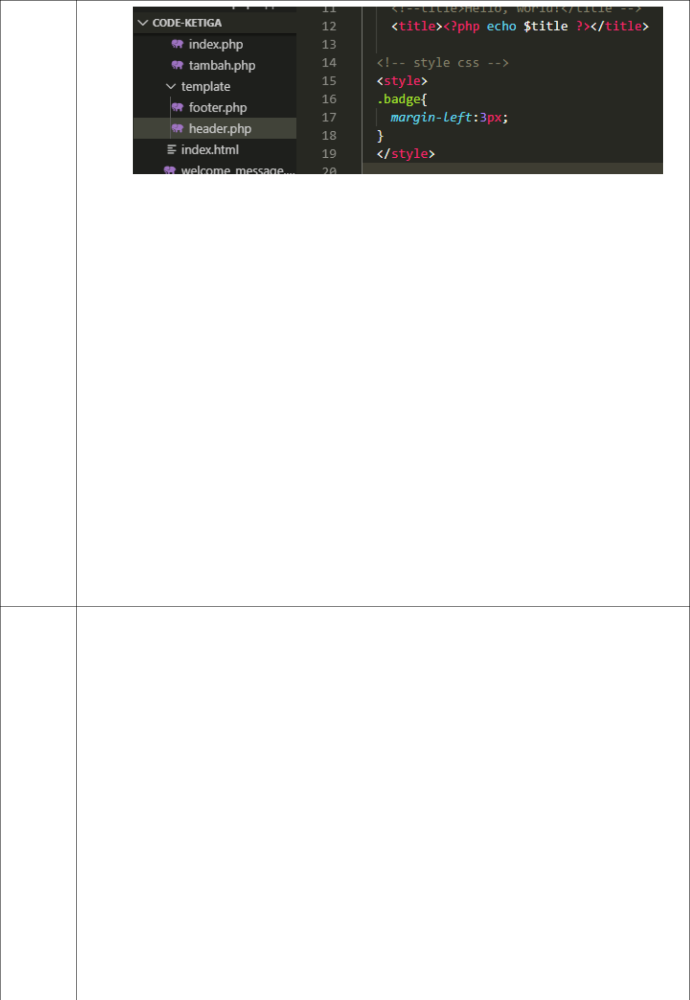 CODE-KETIGA
index.php
tambah.php
template
footer.php
header.php
index.html
welcome_message....
11 <!--title>Hello, world!</title -->
12 <title><?php echo $title ?></title>
13
14 <!-- style css -->
15 <style>
16 .badge{
17 margin-left:3px;
18 }
19 </style>
20